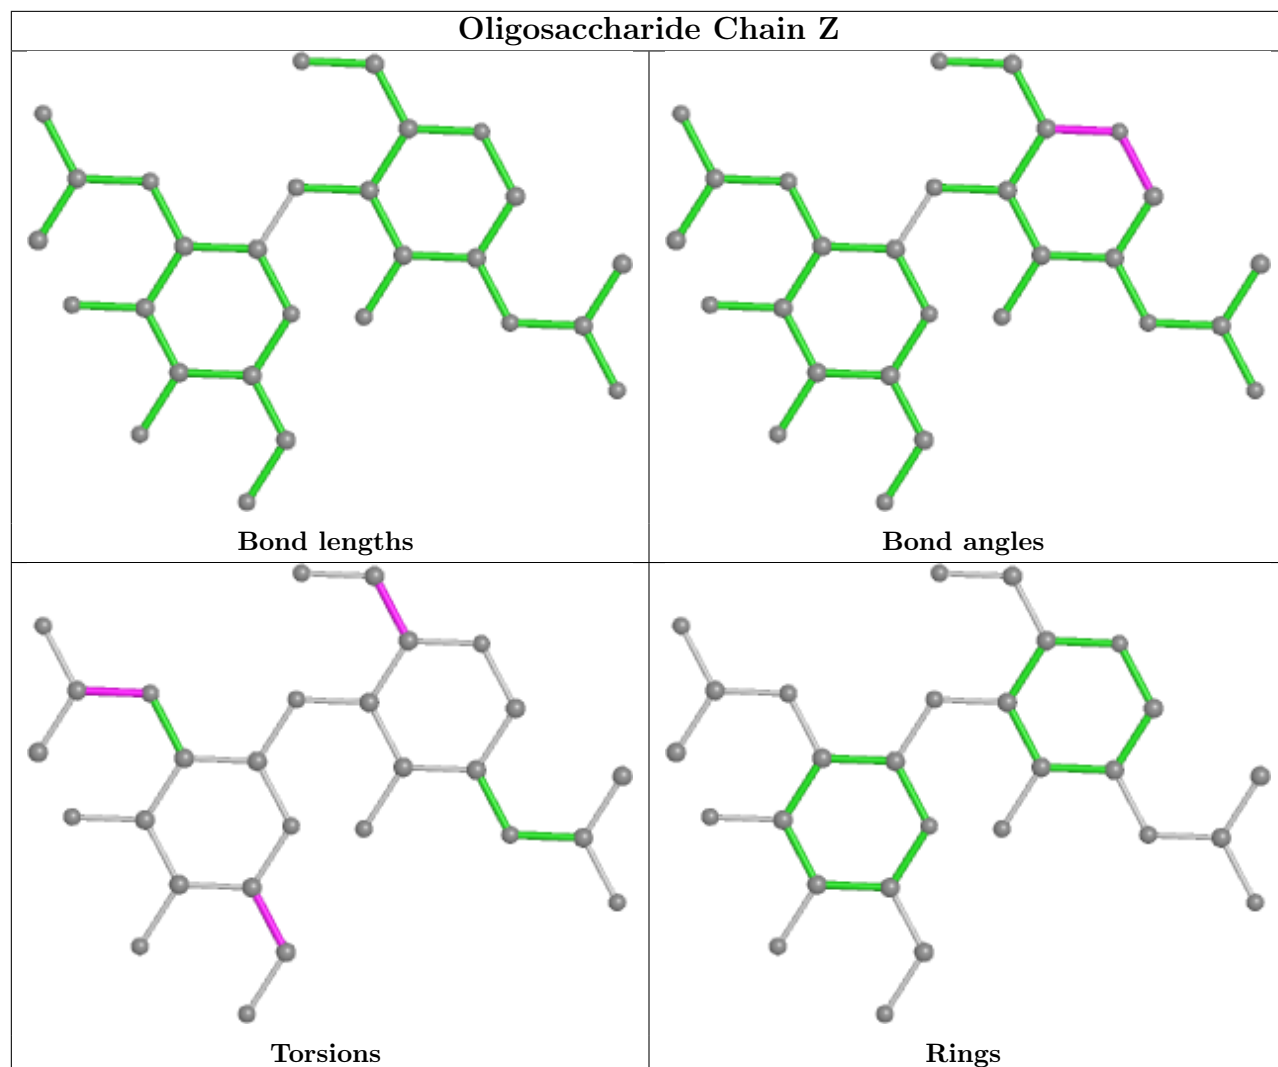 Oligosaccharide Chain Z
Bond lengths
Bond angles
Torsions
Rings